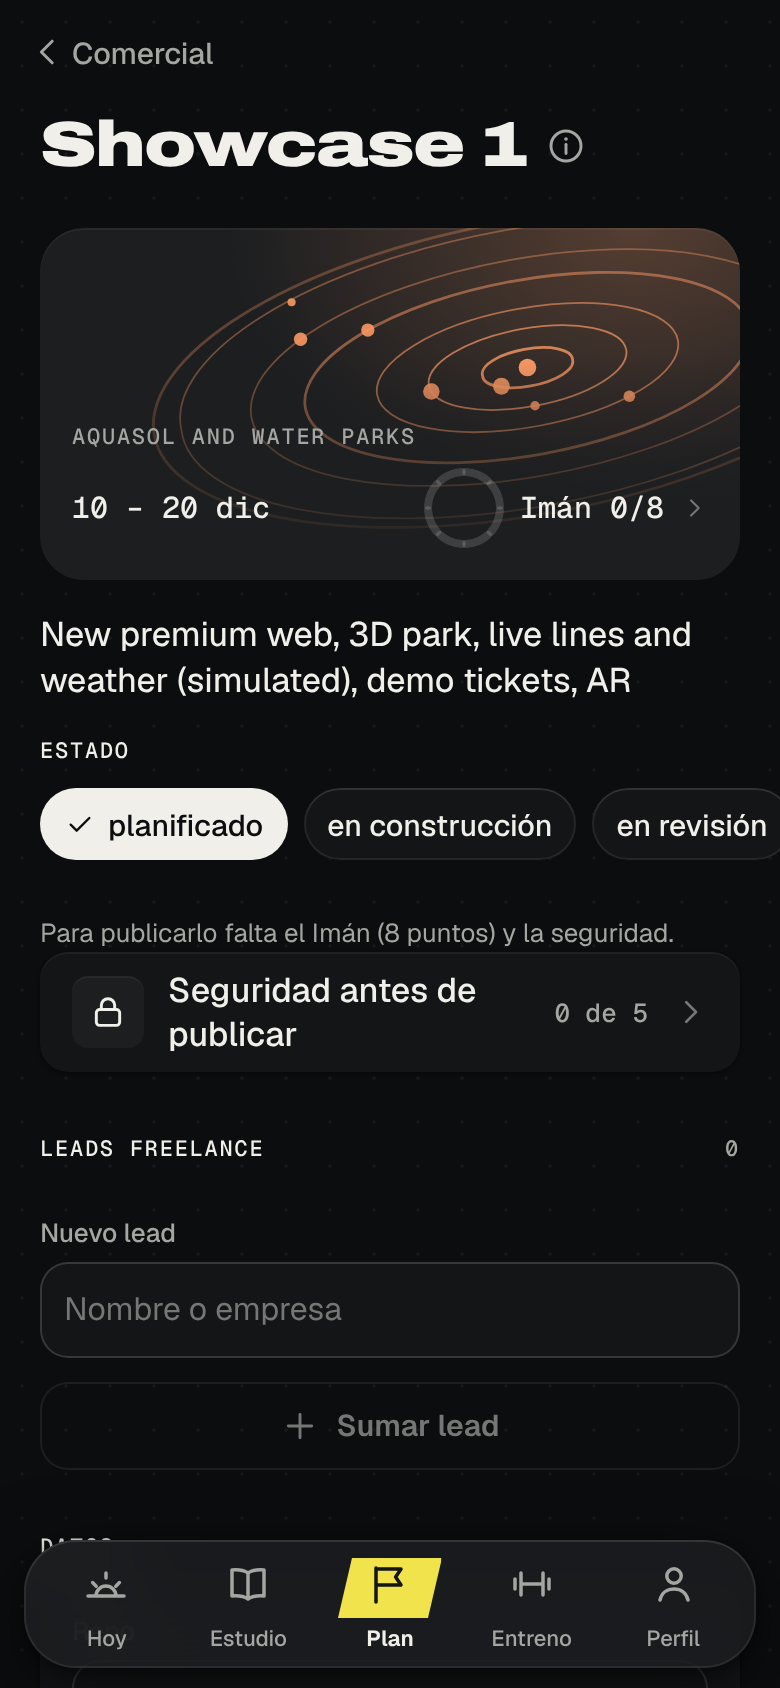 Comercial
Showcase 1
AQUASOL AND WATER PARKS
10 – 20 dic
Imán 0/8
New premium web, 3D park, live lines and
weather (simulated), demo tickets, AR
ESTADO
planificado
en construcción
en revisión
Para publicarlo falta el Imán (8 puntos) y la seguridad.
Seguridad antes de
publicar
0 de 5
LEADS FREELANCE
0
Nuevo lead
Nombre o empresa
Sumar lead
Hoy
Estudio
Plan
Entreno
Perfil